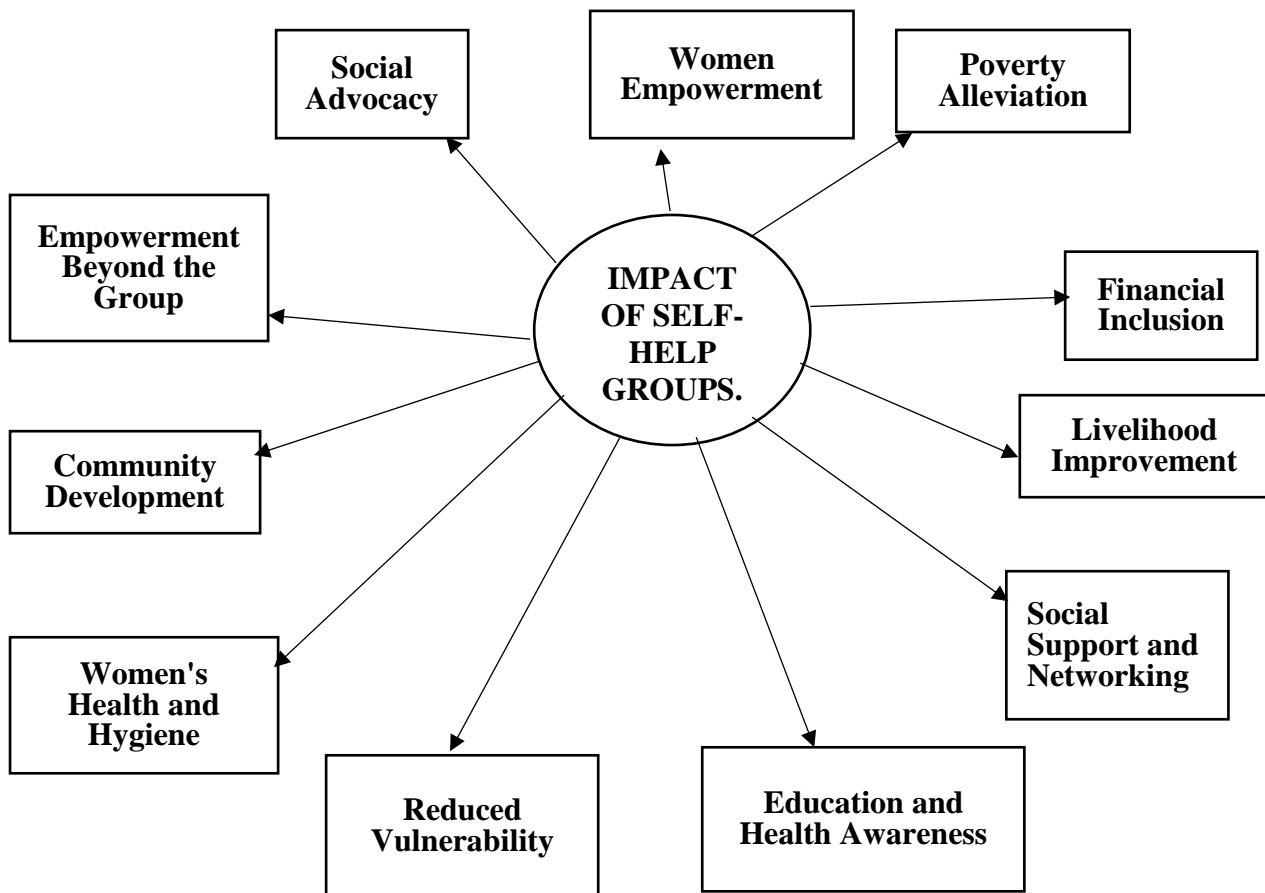 Social
Advocacy
Women
Empowerment
Poverty
Alleviation
Empowerment
Beyond the
Group
IMPACT
OF SELF-
HELP
GROUPS.
Financial
Inclusion
Livelihood
Improvement
Community
Development
Social
Support and
Networking
Women's
Health and
Hygiene
Reduced
Vulnerability
Education and
Health Awareness